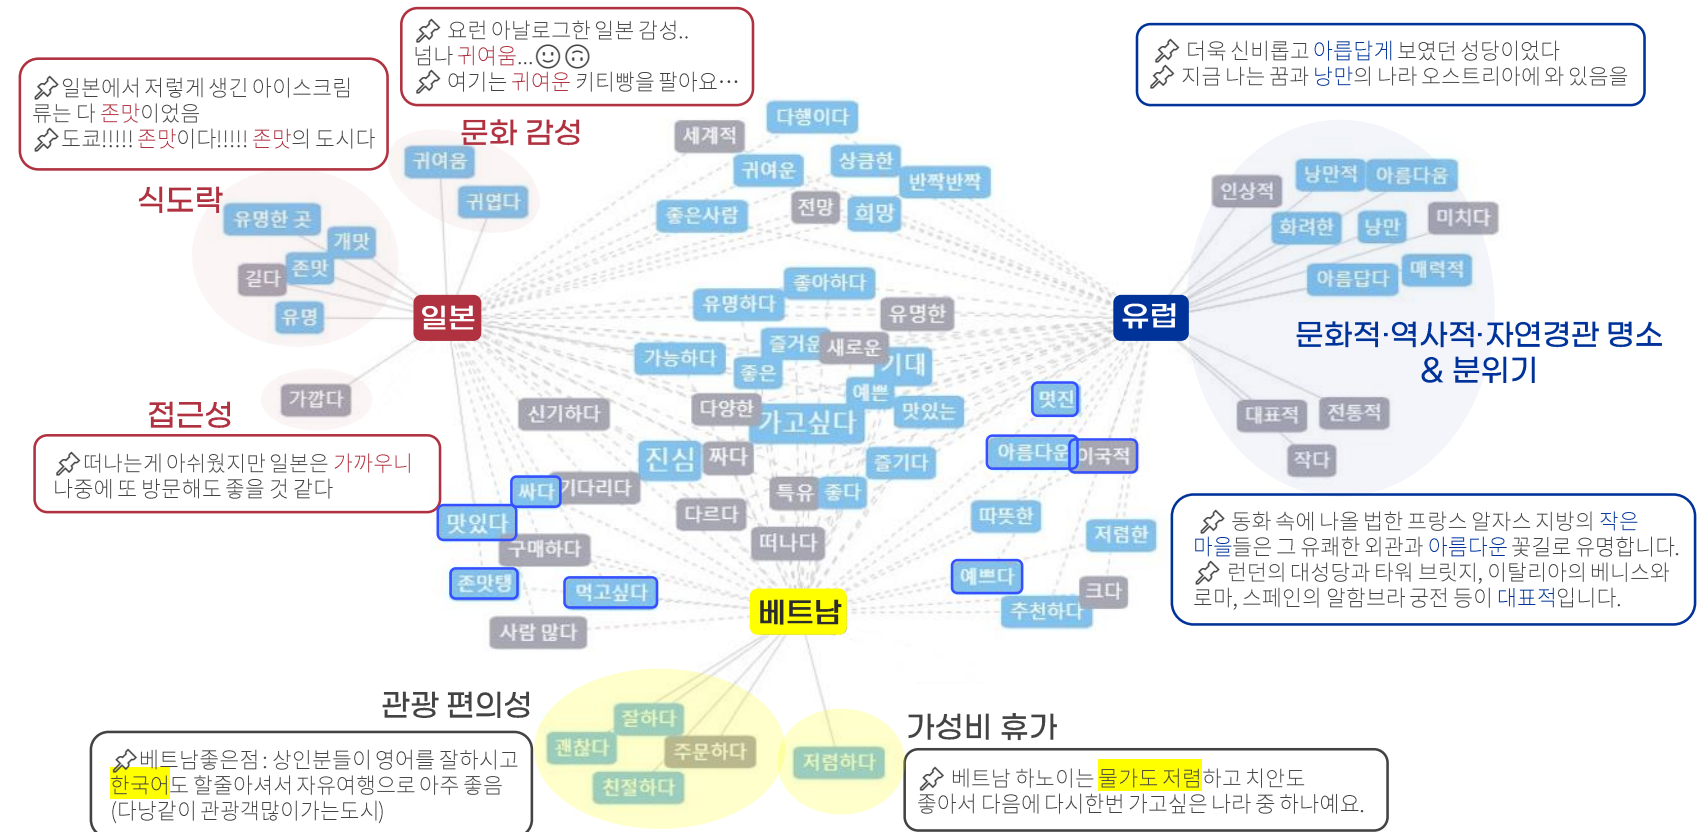 요런 아날로그한 일본 감성..
넘나 귀여움...
여기는 귀여운 키티빵을 팔아요…
더욱 신비롭고 아릅답게 보였던 성당이었다
지금 나는 꿈과 낭만의 나라 오스트리아에 와 있음을
일본에서 저렇게 생긴 아이스크림
류는 다 존맛이었음
도쿄!!!!! 존맛이다!!!!! 존맛의 도시다
문화 감성
식도락
귀여움
귀엽다
유명한 곳
개맛
존맛
길다
유명
일본
가깝다
접근성
떠나는게 아쉬웠지만 일본은 가까우니
나중에 또 방문해도 좋을 것 같다
다행이다
세계적
귀여운
상큼한
반짝반짝
좋은사람
전망
희망
좋아하다
유명하다
유명한
즐거운
새로운
가능하다
좋은
기대
예쁜
다양한
가고싶다
맛있는
신기하다
진심
짜다
즐기다
싸다
기다리다
특유
좋다
맛있다
다르다
구매하다
떠나다
존맛탱
먹고싶다
사람 많다
멋진
아름다운
이국적
따뜻한
저렴한
예쁘다
크다
추천하다
유럽
인상적
낭만적
아름다움
화려한
낭만
미치다
아름답다
매력적
문화적·역사적·자연경관 명소
& 분위기
대표적
전통적
작다
동화 속에 나올 법한 프랑스 알자스 지방의 작은
마을들은 그 유쾌한 외관과 아름다운 꽃길로 유명합니다.
런던의 대성당과 타워 브릿지, 이탈리아의 베니스와
로마, 스페인의 알함브라 궁전 등이 대표적입니다.
베트남
관광 편의성
잘하다
괜찮다
주문하다
친절하다
저렴하다
가성비 휴가
베트남좋은점 : 상인분들이 영어를 잘하시고
한국어도 할줄아셔서 자유여행으로 아주 좋음
(다낭같이 관광객많이가는도시)
베트남 하노이는 물가도 저렴하고 치안도
좋아서 다음에 다시한번 가고싶은 나라 중 하나예요.